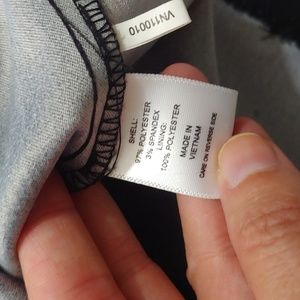 VN110010
SHELL:
97% POLYESTER
3% SPANDEX
LINING:
100% POLYESTER
MADE IN
VIETNAM
CARE ON REVERSE SIDE